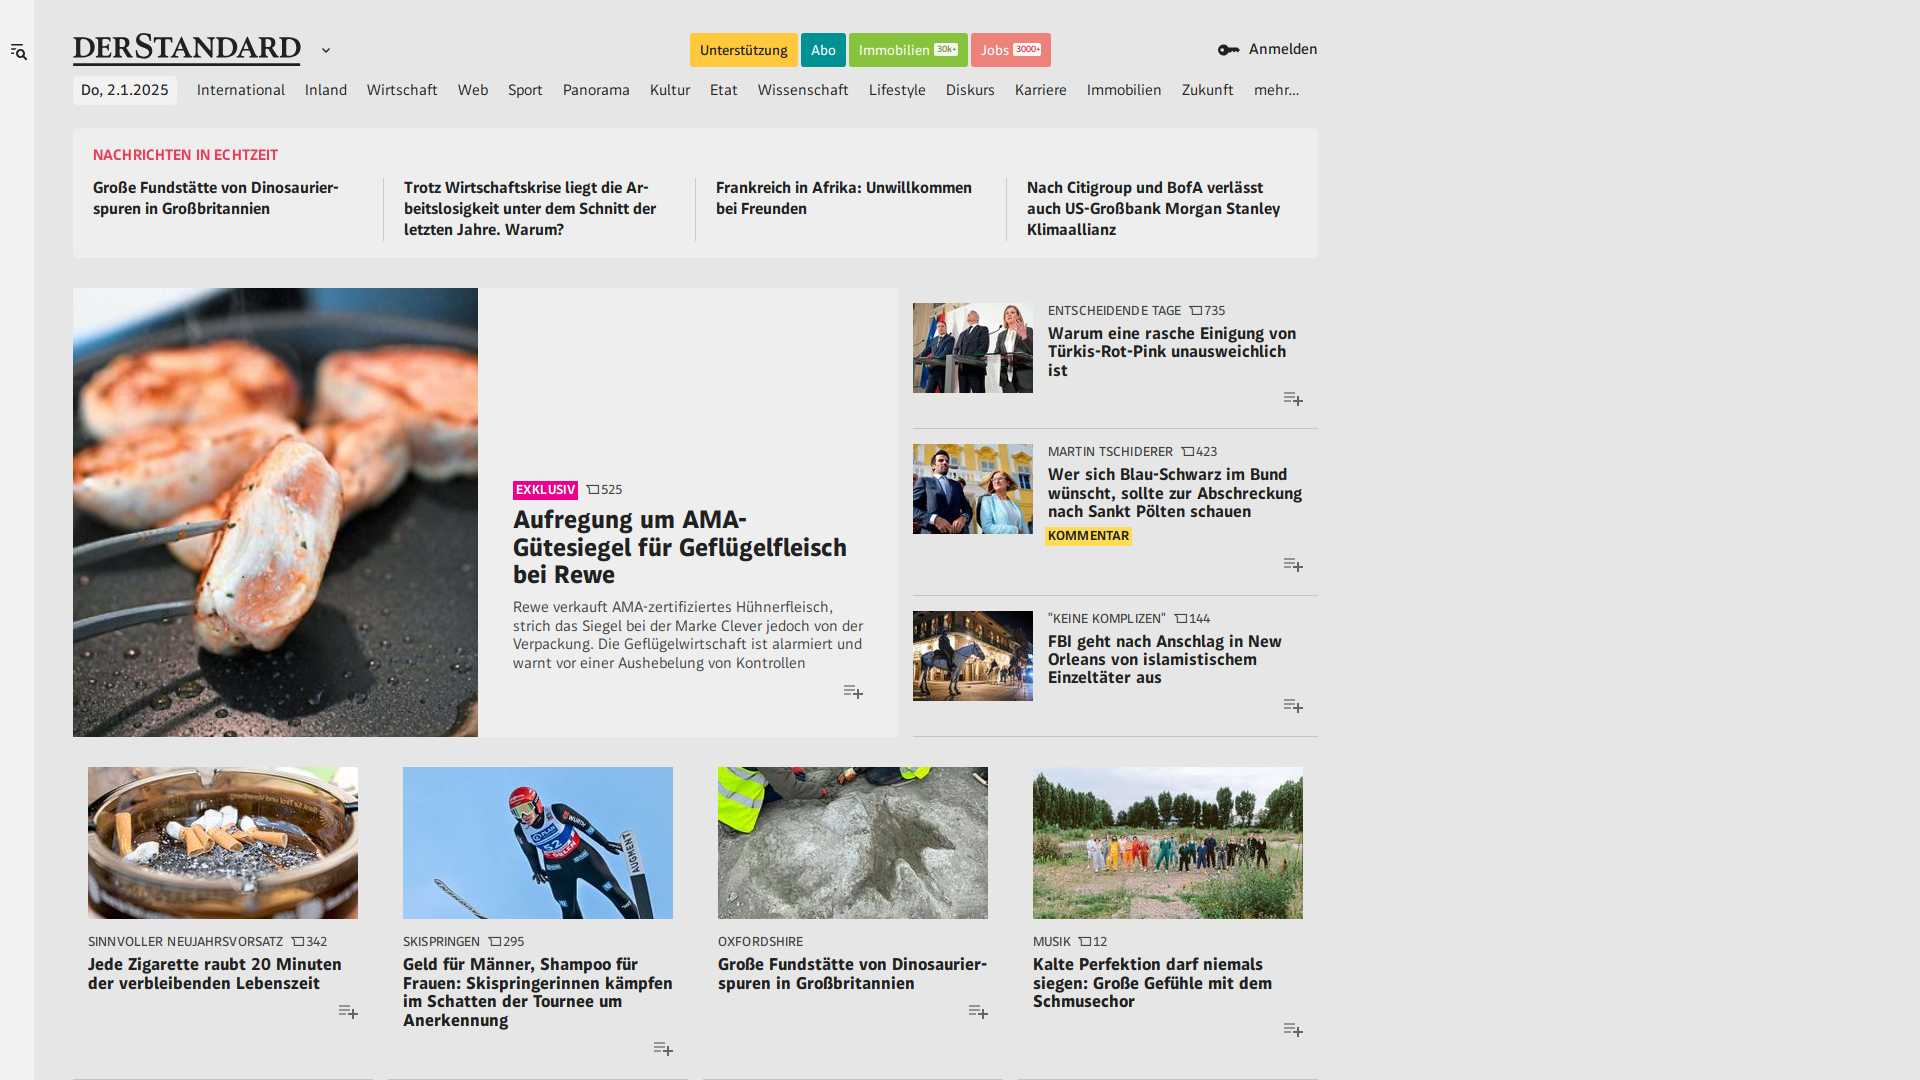 DERSTANDARD
Unterstützung
Abo
Immobilien 30k+
Jobs 3000+
Anmelden
Do, 2.1.2025
International
Inland
Wirtschaft
Web
Sport
Panorama
Kultur
Etat
Wissenschaft
Lifestyle
Diskurs
Karriere
Immobilien
Zukunft
mehr...
NACHRICHTEN IN ECHTZEIT
Große Fundstätte von Dinosaurier-
spuren in Großbritannien
Trotz Wirtschaftskrise liegt die Ar-
beitslosigkeit unter dem Schnitt der
letzten Jahre. Warum?
Frankreich in Afrika: Unwillkommen
bei Freunden
Nach Citigroup und BofA verlässt
auch US-Großbank Morgan Stanley
Klimaallianz
EXKLUSIV 525
Aufregung um AMA-
Gütesiegel für Geflügelfleisch
bei Rewe
Rewe verkauft AMA-zertifiziertes Hühnerfleisch,
strich das Siegel bei der Marke Clever jedoch von der
Verpackung. Die Geflügelwirtschaft ist alarmiert und
warnt vor einer Aushebelung von Kontrollen
ENTSCHEIDENDE TAGE 735
Warum eine rasche Einigung von
Türkis-Rot-Pink unausweichlich
ist
MARTIN TSCHIDERER 423
Wer sich Blau-Schwarz im Bund
wünscht, sollte zur Abschreckung
nach Sankt Pölten schauen
KOMMENTAR
"KEINE KOMPLIZEN" 144
FBI geht nach Anschlag in New
Orleans von islamistischem
Einzeltäter aus
SINNVOLLER NEUJAHRSVORSATZ 342
Jede Zigarette raubt 20 Minuten
der verbleibenden Lebenszeit
WÜRTH
52
AUGMENT
SKISPRINGEN 295
Geld für Männer, Shampoo für
Frauen: Skispringerinnen kämpfen
im Schatten der Tournee um
Anerkennung
OXFORDSHIRE
Große Fundstätte von Dinosaurier-
spuren in Großbritannien
MUSIK 12
Kalte Perfektion darf niemals
siegen: Große Gefühle mit dem
Schmusechor